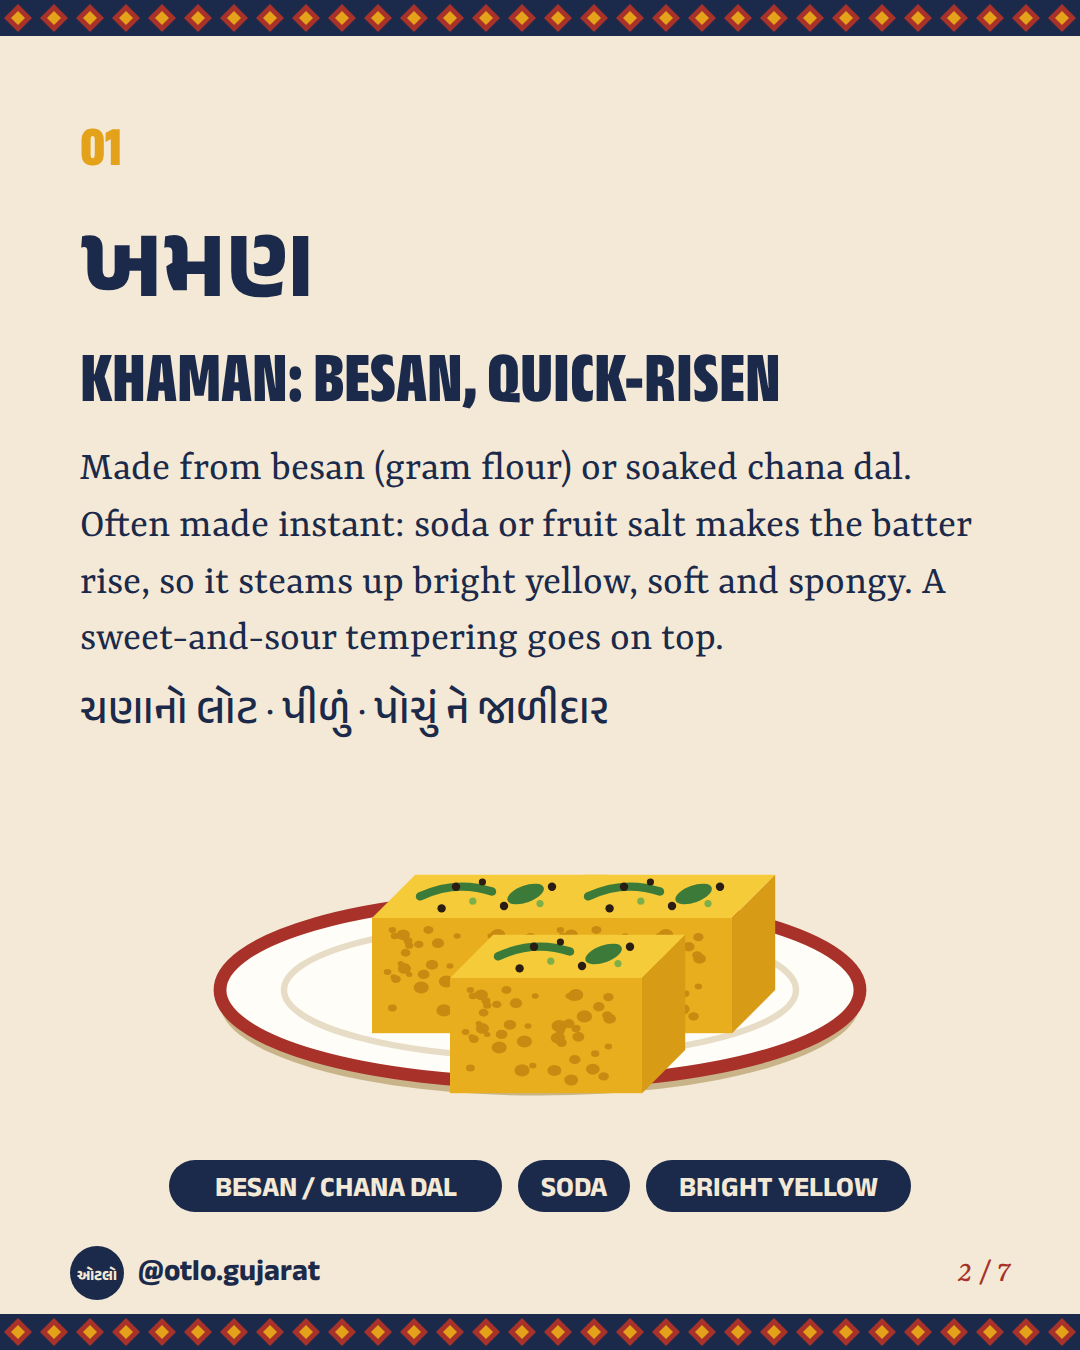 01
ખમણ
KHAMAN: BESAN, QUICK-RISEN
Made from besan (gram flour) or soaked chana dal.
Often made instant: soda or fruit salt makes the batter
rise, so it steams up bright yellow, soft and spongy. A
sweet-and-sour tempering goes on top.
ચણાનો લોટ · પીળું · પોચું ને જાળીદાર
BESAN / CHANA DAL
SODA
BRIGHT YELLOW
ઓટલો
@otlo.gujarat
2 / 7